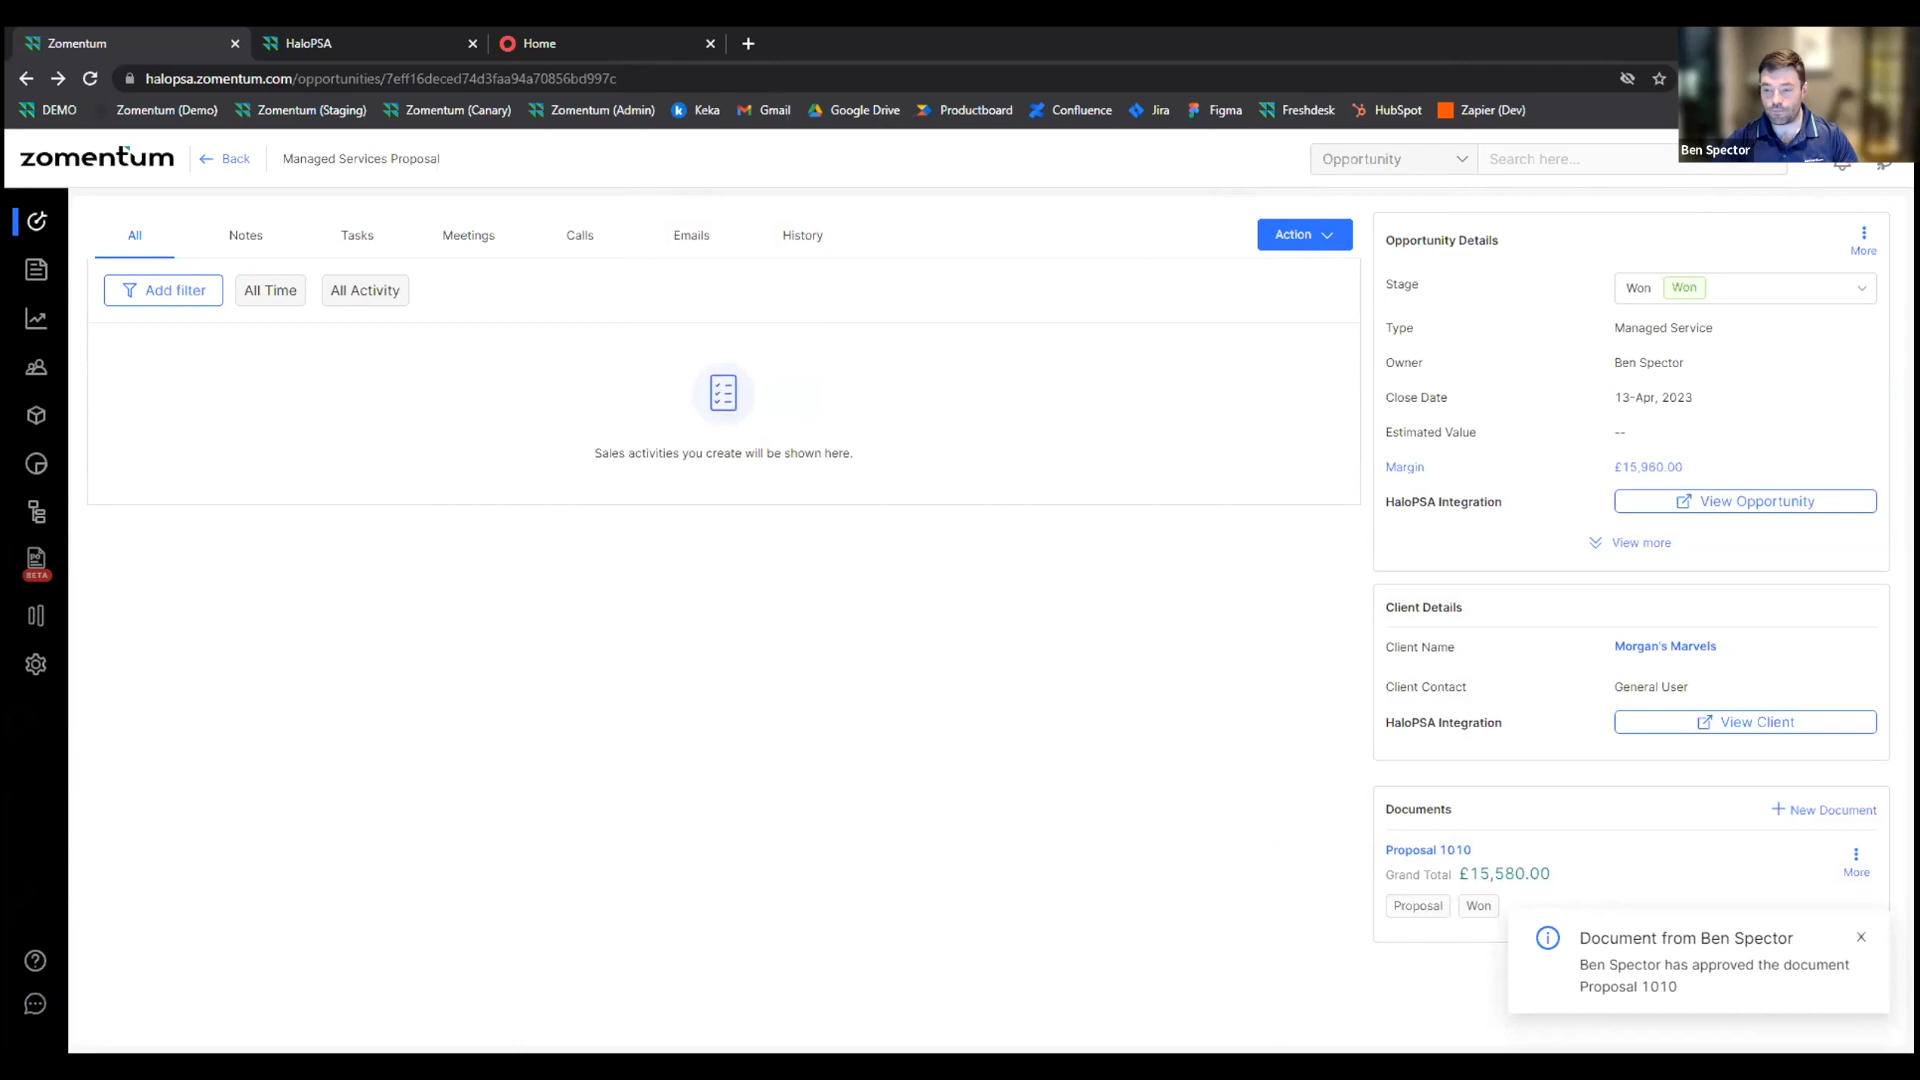 Zomentum
HaloPSA
Home
halopsa.zomentum.com/opportunities/7eff16deced74d3faa94a70856bd997c
DEMO
Zomentum (Demo)
Zomentum (Staging)
Zomentum (Canary)
Zomentum (Admin)
Keka
Gmail
Google Drive
Productboard
Confluence
Jira
Figma
Freshdesk
HubSpot
Zapier (Dev)
Ben Spector
zomentum
Back
Managed Services Proposal
Opportunity
Search here...
All
Notes
Tasks
Meetings
Calls
Emails
History
Action
Add filter
All Time
All Activity
Sales activities you create will be shown here.
PO
BETA
Opportunity Details
More
Stage
Won Won
Type
Managed Service
Owner
Ben Spector
Close Date
13-Apr, 2023
Estimated Value
--
Margin
£15,960.00
HaloPSA Integration
View Opportunity
View more
Client Details
Client Name
Morgan's Marvels
Client Contact
General User
HaloPSA Integration
View Client
Documents
+ New Document
Proposal 1010
Grand Total £15,580.00
More
Proposal
Won
Document from Ben Spector
Ben Spector has approved the document
Proposal 1010